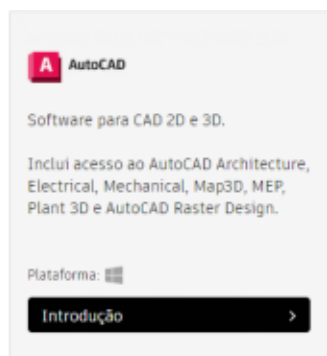 A AutoCAD
Software para CAD 2D e 3D.
Inclui acesso ao AutoCAD Architecture,
Electrical, Mechanical, Map3D, MEP,
Plant 3D e AutoCAD Raster Design.
Plataforma:
Introdução >